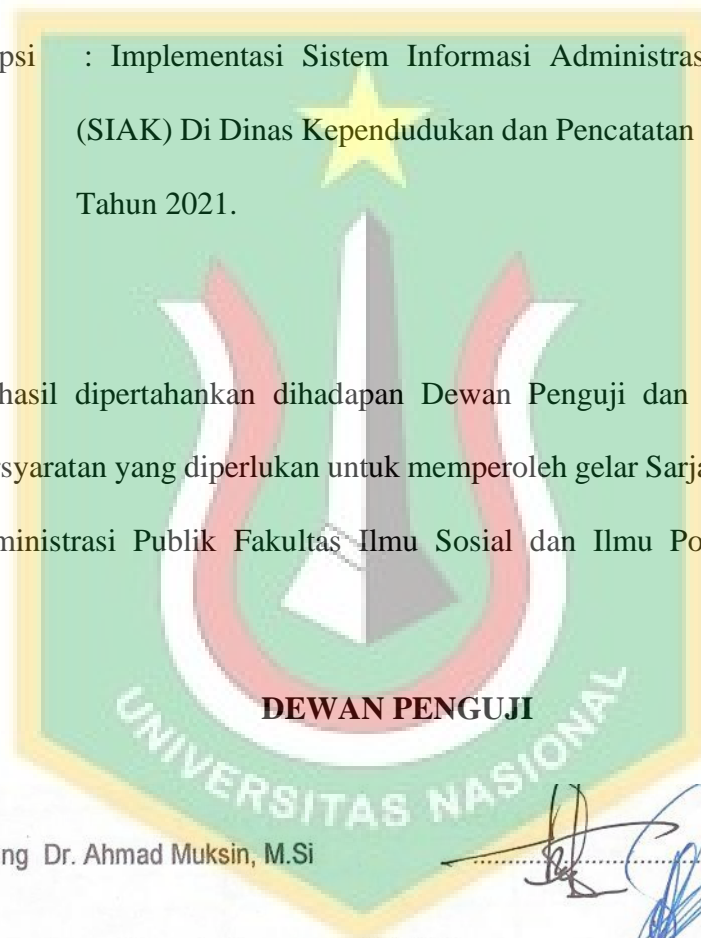 psi : Implementasi Sistem Informasi Administras
(SIAK) Di Dinas Kependudukan dan Pencatatan
Tahun 2021.
hasil dipertahankan dihadapan Dewan Penguji dan
rsyaratan yang diperlukan untuk memperoleh gelar Sarja
ministrasi Publik Fakultas Ilmu Sosial dan Ilmu Po
DEWAN PENGUJI
UNIVERSITAS NASIONAL
ng Dr. Ahmad Muksin, M.Si